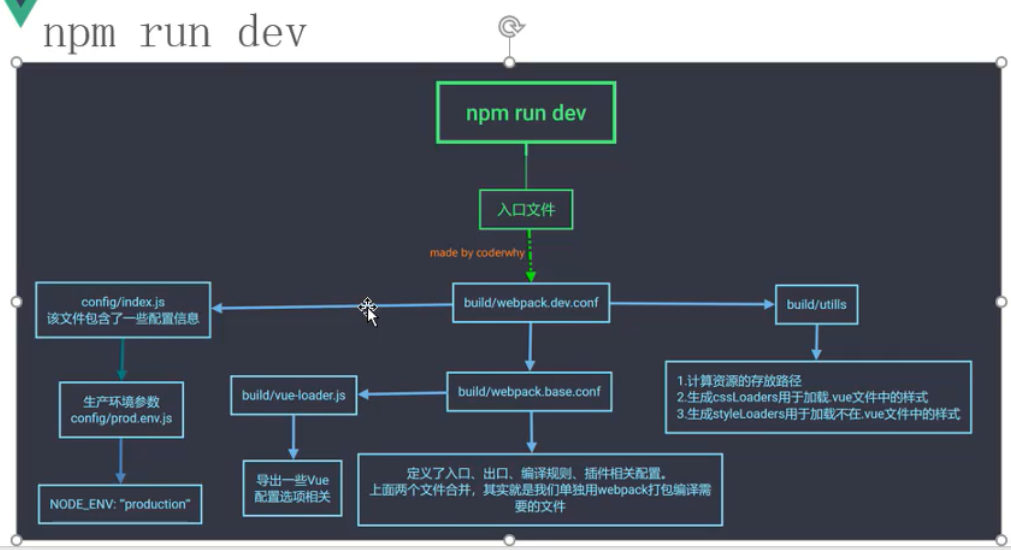 npm run dev
npm run dev
入口文件
made by coderwhy
config/index.js
该文件包含了一些配置信息
build/webpack.dev.conf
build/utills
生产环境参数
config/prod.env.js
build/vue-loader.js
build/webpack.base.conf
1.计算资源的存放路径
2.生成cssLoaders用于加载.vue文件中的样式
3.生成styleLoaders用于加载不在.vue文件中的样式
NODE_ENV: "production"
导出一些Vue
配置选项相关
定义了入口、出口、编译规则、插件相关配置。
上面两个文件合并，其实就是我们单独用webpack打包编译需
要的文件